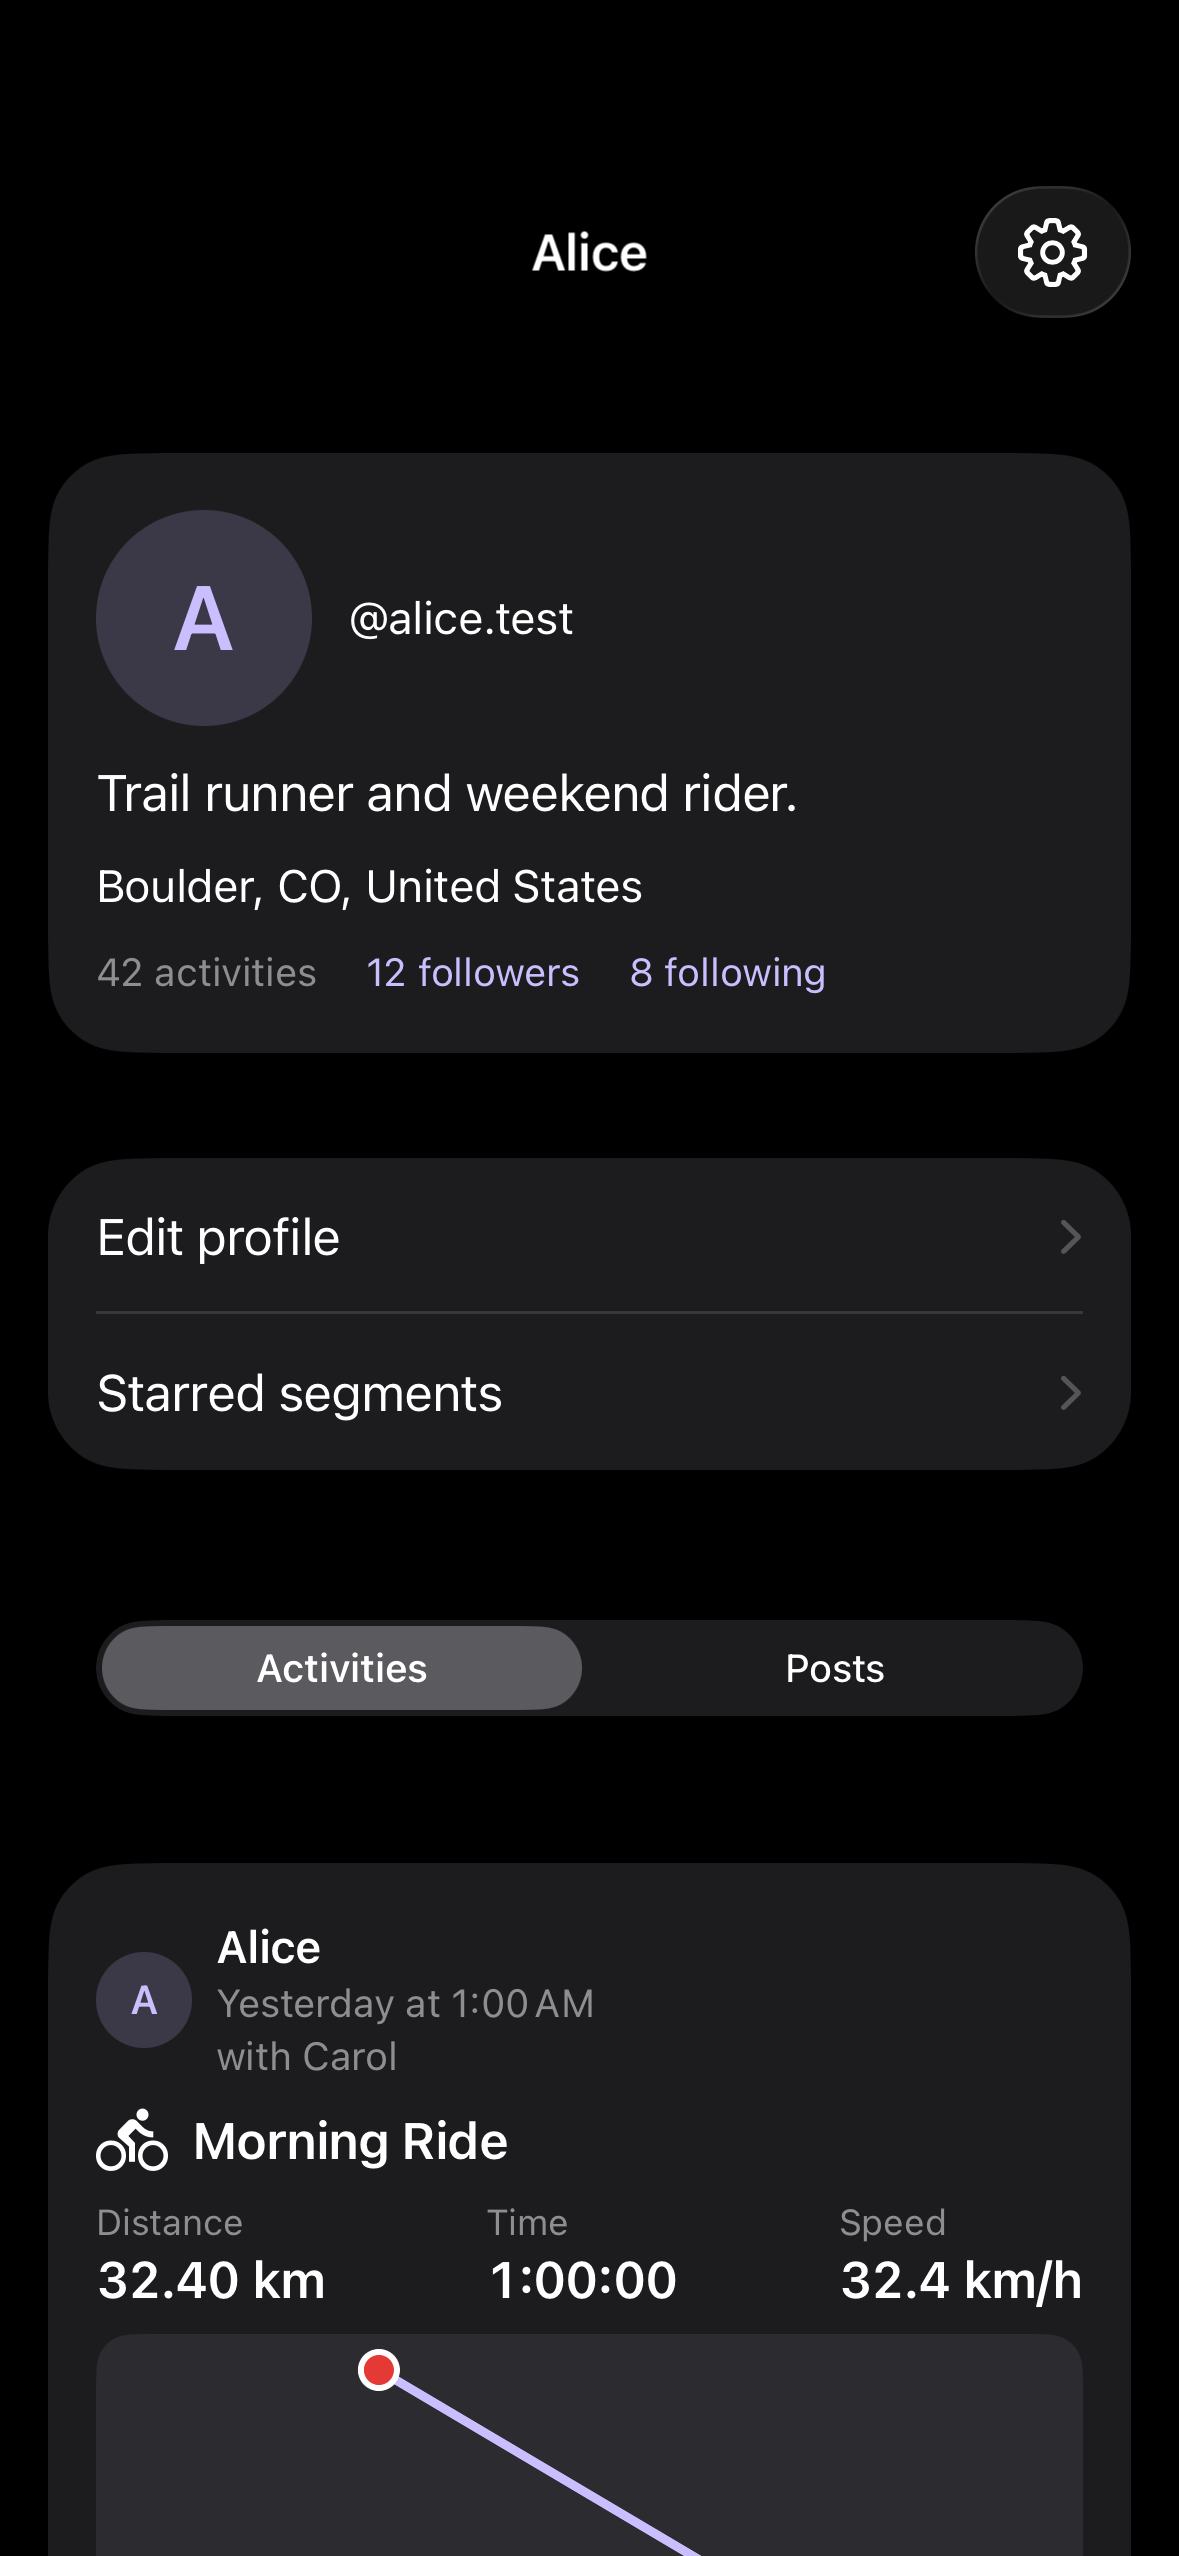 Alice
A
@alice.test
Trail runner and weekend rider.
Boulder, CO, United States
42 activities 12 followers 8 following
Edit profile
Starred segments
Activities Posts
A
Alice
Yesterday at 1:00 AM
with Carol
Morning Ride
Distance Time Speed
32.40 km 1:00:00 32.4 km/h